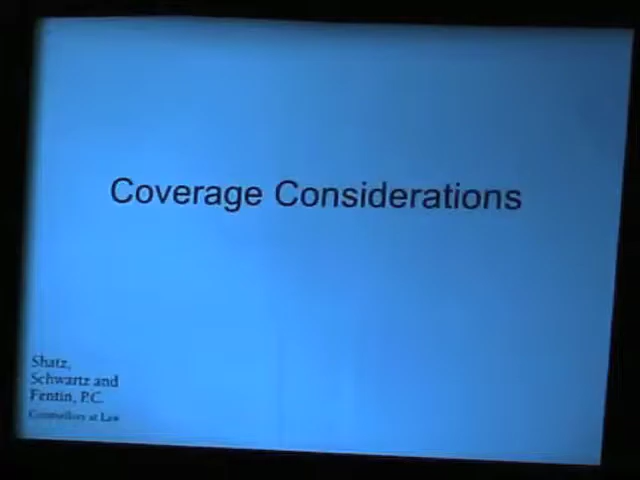 Coverage Considerations
Shatz,
Schwartz and
Fentin, P.C.
Counsellors at Law